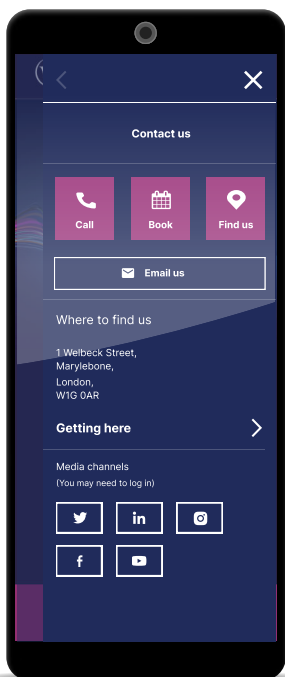 Contact us
Call
Book
Find us
Email us
Where to find us
1 Welbeck Street,
Marylebone,
London,
W1G 0AR
Getting here
Media channels
(You may need to log in)
in
f